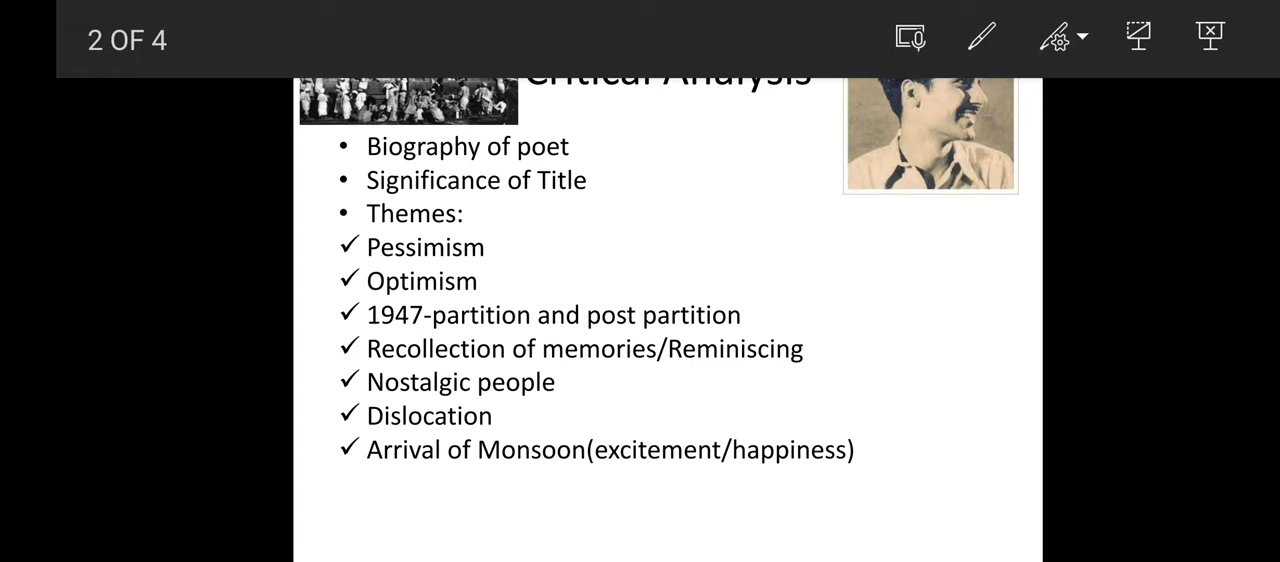 2 OF 4
Critical Analysis
• Biography of poet
• Significance of Title
• Themes:
✓ Pessimism
✓ Optimism
✓ 1947-partition and post partition
✓ Recollection of memories/Reminiscing
✓ Nostalgic people
✓ Dislocation
✓ Arrival of Monsoon(excitement/happiness)